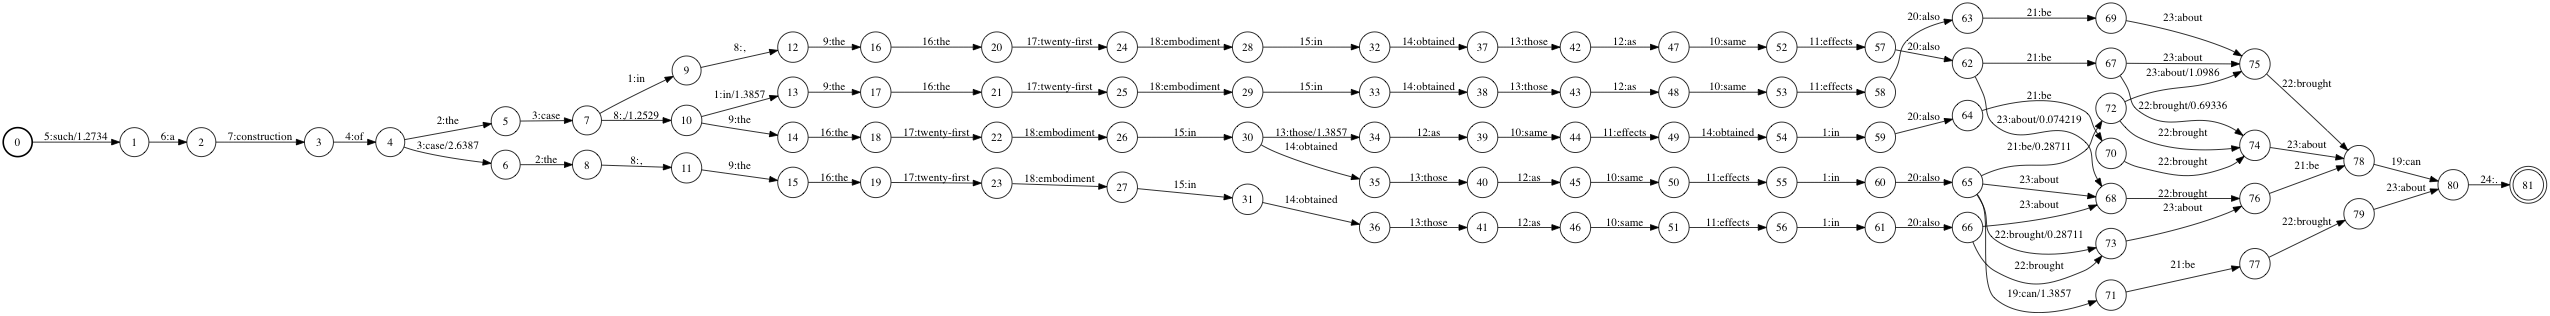 20:also 63 21:be 69 23:about
8:, 12 9:the 16 16:the 20 17:twenty-first 24 18:embodiment 28 15:in 32 14:obtained 37 13:those 42 12:as 47 10:same 52 11:effects 57 20:also
1:in 9 62 21:be 67 23:about 75
23:about/1.0986
1:in/1.3857 13 9:the 17 16:the 21 17:twenty-first 25 18:embodiment 29 15:in 33 14:obtained 38 13:those 43 12:as 48 10:same 53 11:effects 58 22:brought
21:be 72 22:brought/0.69336
2:the 5 3:case 7 8:,/1.2529 10 9:the 20:also 64 23:about/0.074219
14 16:the 18 17:twenty-first 22 18:embodiment 26 15:in 30 13:those/1.3857 34 12:as 39 10:same 44 11:effects 49 14:obtained 54 1:in 59 22:brought
0 5:such/1.2734 1 6:a 2 7:construction 3 4:of 4 3:case/2.6387 14:obtained 21:be/0.28711 70 22:brought 74 23:about 78 19:can
6 2:the 8 8:, 11 9:the 21:be
15 16:the 19 17:twenty-first 23 18:embodiment 27 15:in 35 13:those 40 12:as 45 10:same 50 11:effects 55 1:in 60 20:also 65 23:about 68 22:brought 76 23:about 80 24:. 81
31 14:obtained 23:about 23:about 79
36 13:those 41 12:as 46 10:same 51 11:effects 56 1:in 61 20:also 66 22:brought/0.28711 73 22:brought
22:brought 21:be 77
19:can/1.3857 71